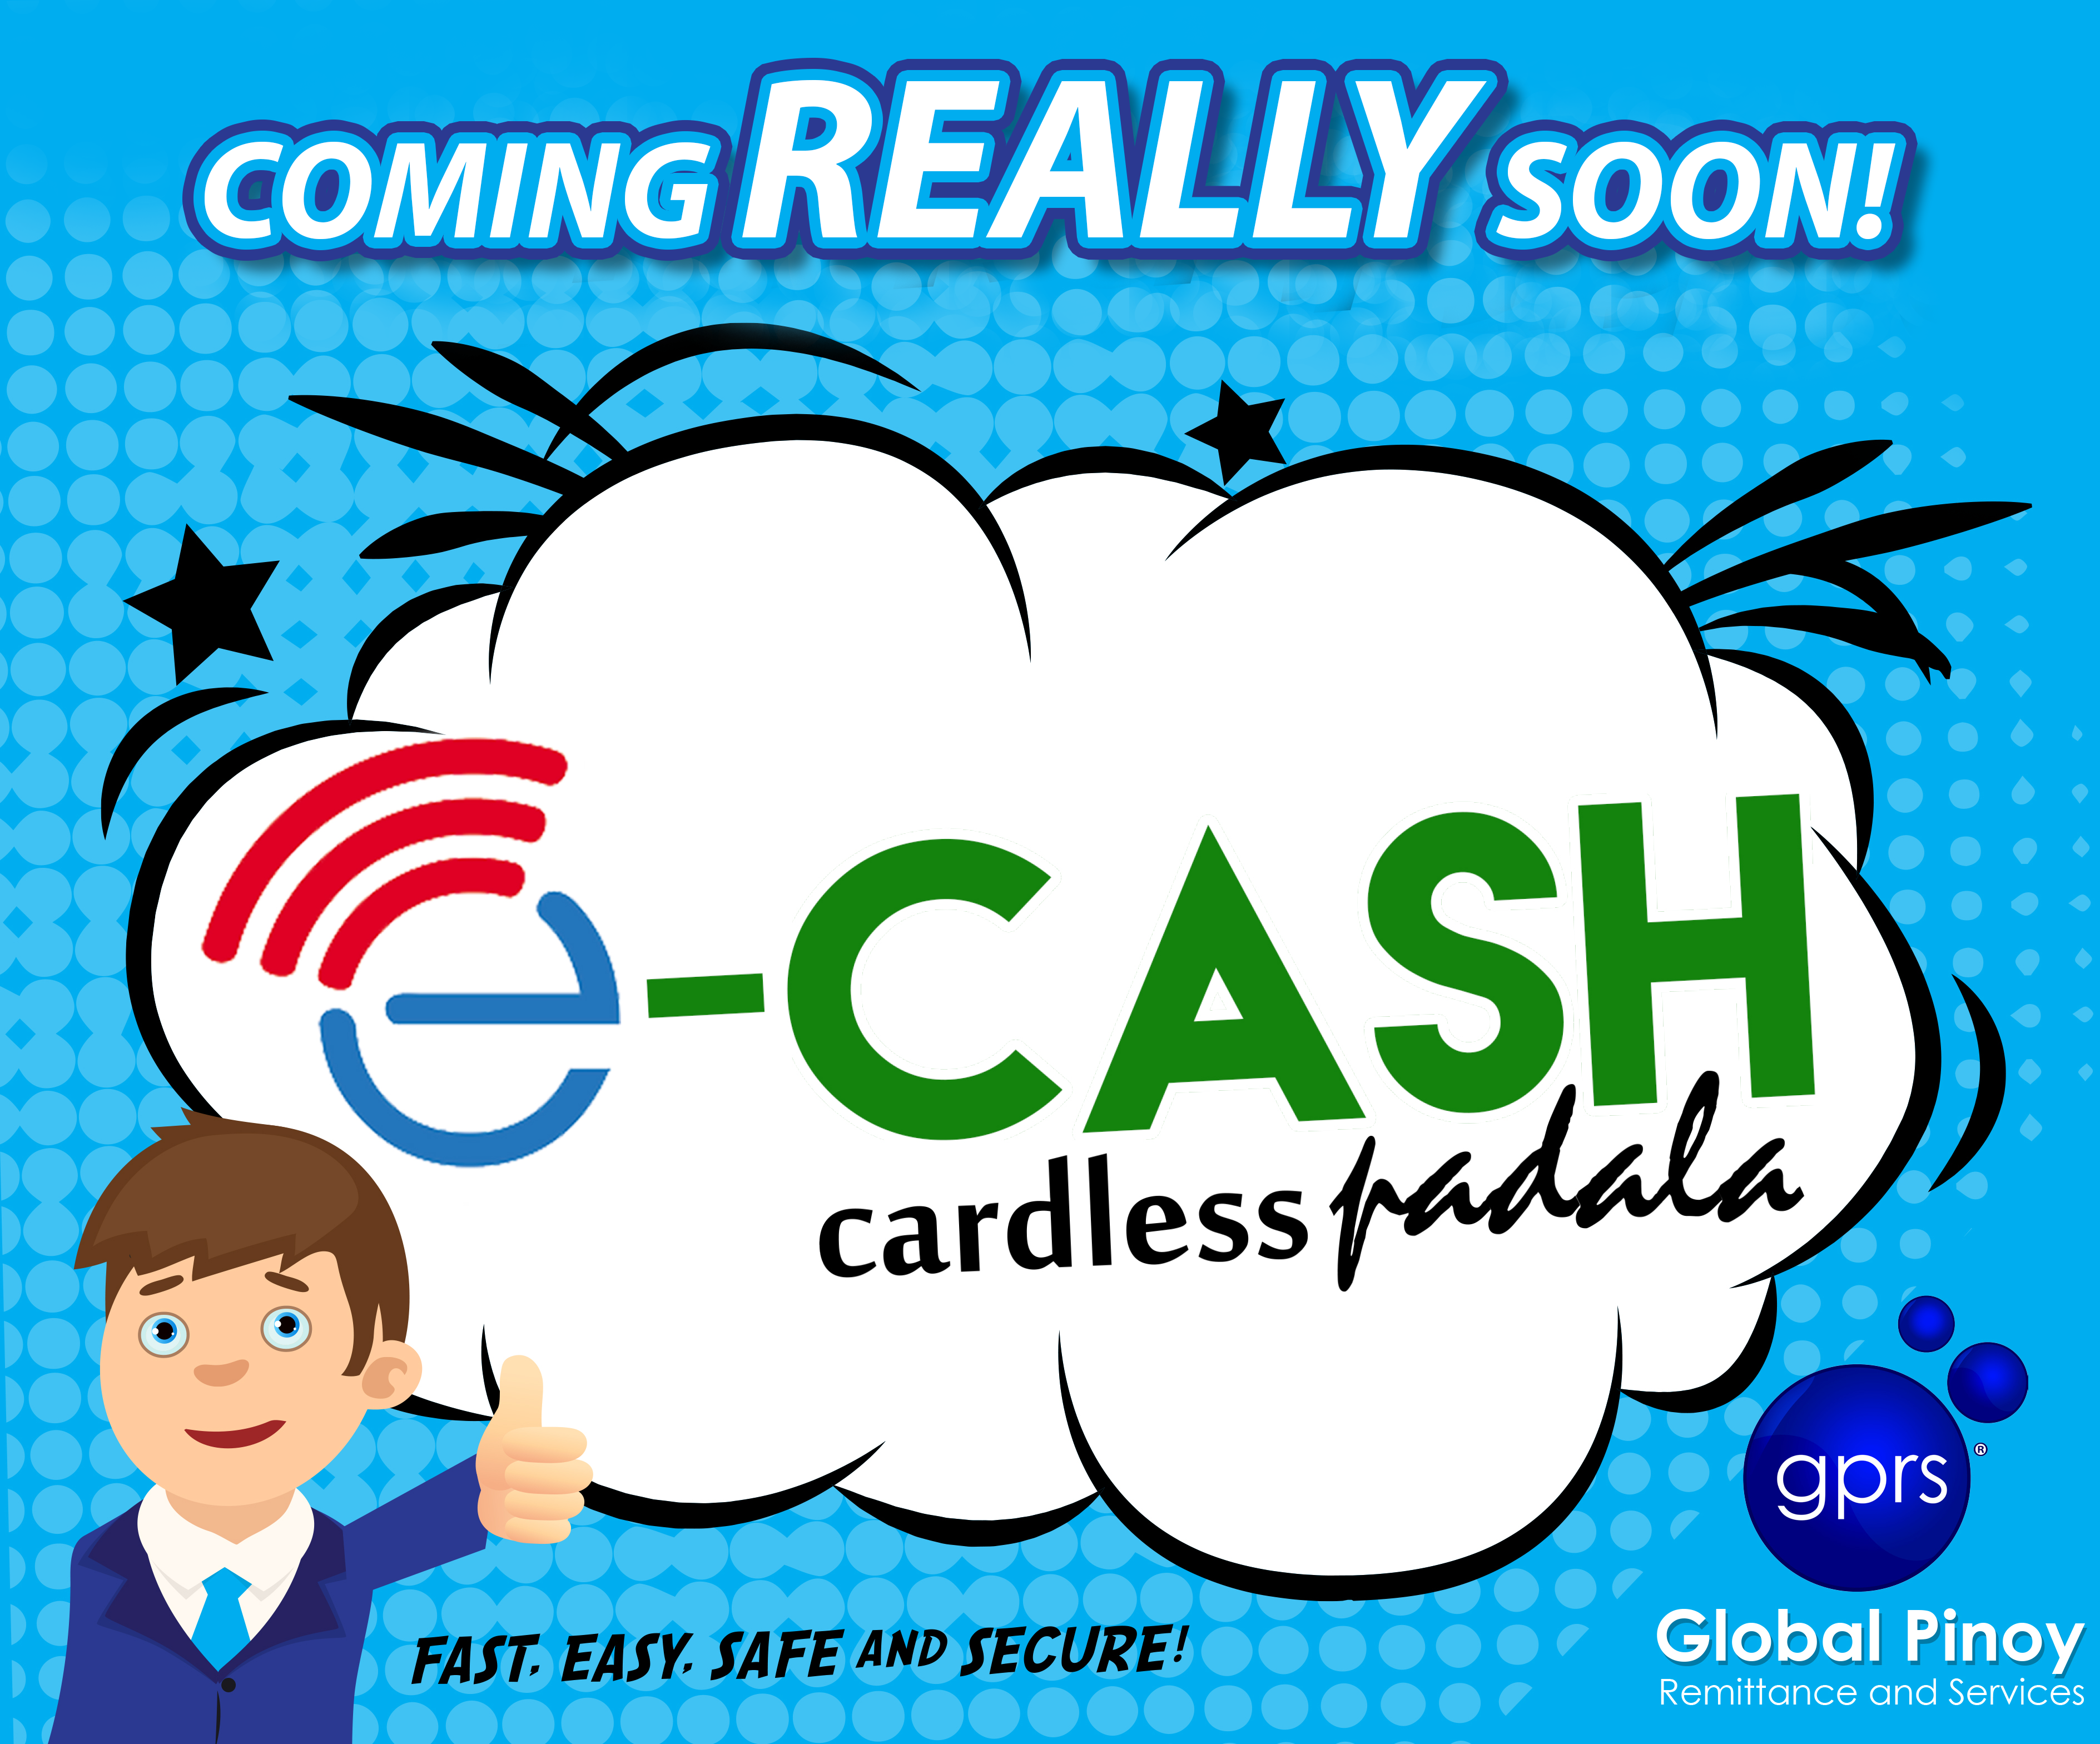 COMING REALLY SOON!
e-CASH
cardless padala
FAST, EASY, SAFE AND SECURE!
gprs®
Global Pinoy
Remittance and Services